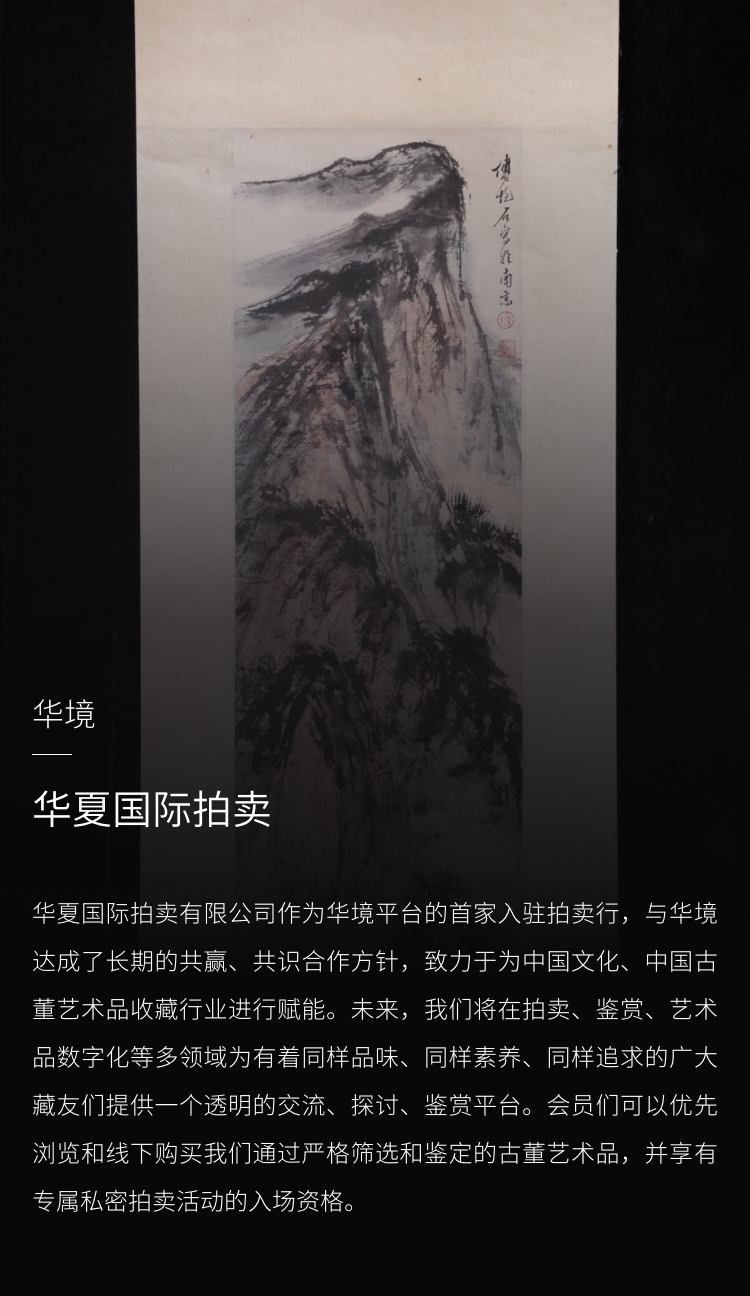 傅抱石写于南京
华境
华夏国际拍卖
华夏国际拍卖有限公司作为华境平台的首家入驻拍卖行，与华境
达成了长期的共赢、共识合作方针，致力于为中国文化、中国古
董艺术品收藏行业进行赋能。未来，我们将在拍卖、鉴赏、艺术
品数字化等多领域为有着同样品味、同样素养、同样追求的广大
藏友们提供一个透明的交流、探讨、鉴赏平台。会员们可以优先
浏览和线下购买我们通过严格筛选和鉴定的古董艺术品，并享有
专属私密拍卖活动的入场资格。